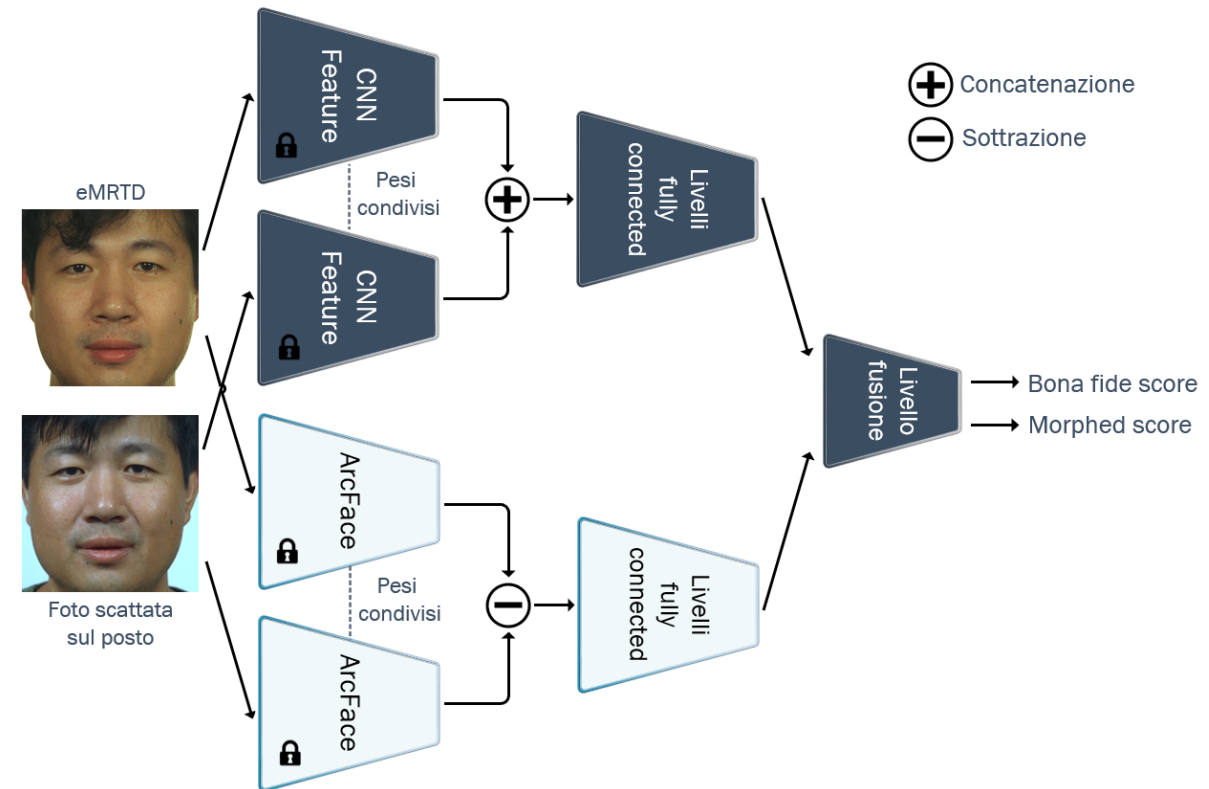 CNN
Feature
Concatenazione
Sottrazione
eMRTD
Pesi
condivisi
Livelli
fully
connected
CNN
Feature
Livello
fusione
Bona fide score
Morphed score
ArcFace
Foto scattata
sul posto
Pesi
condivisi
Livelli
fully
connected
ArcFace